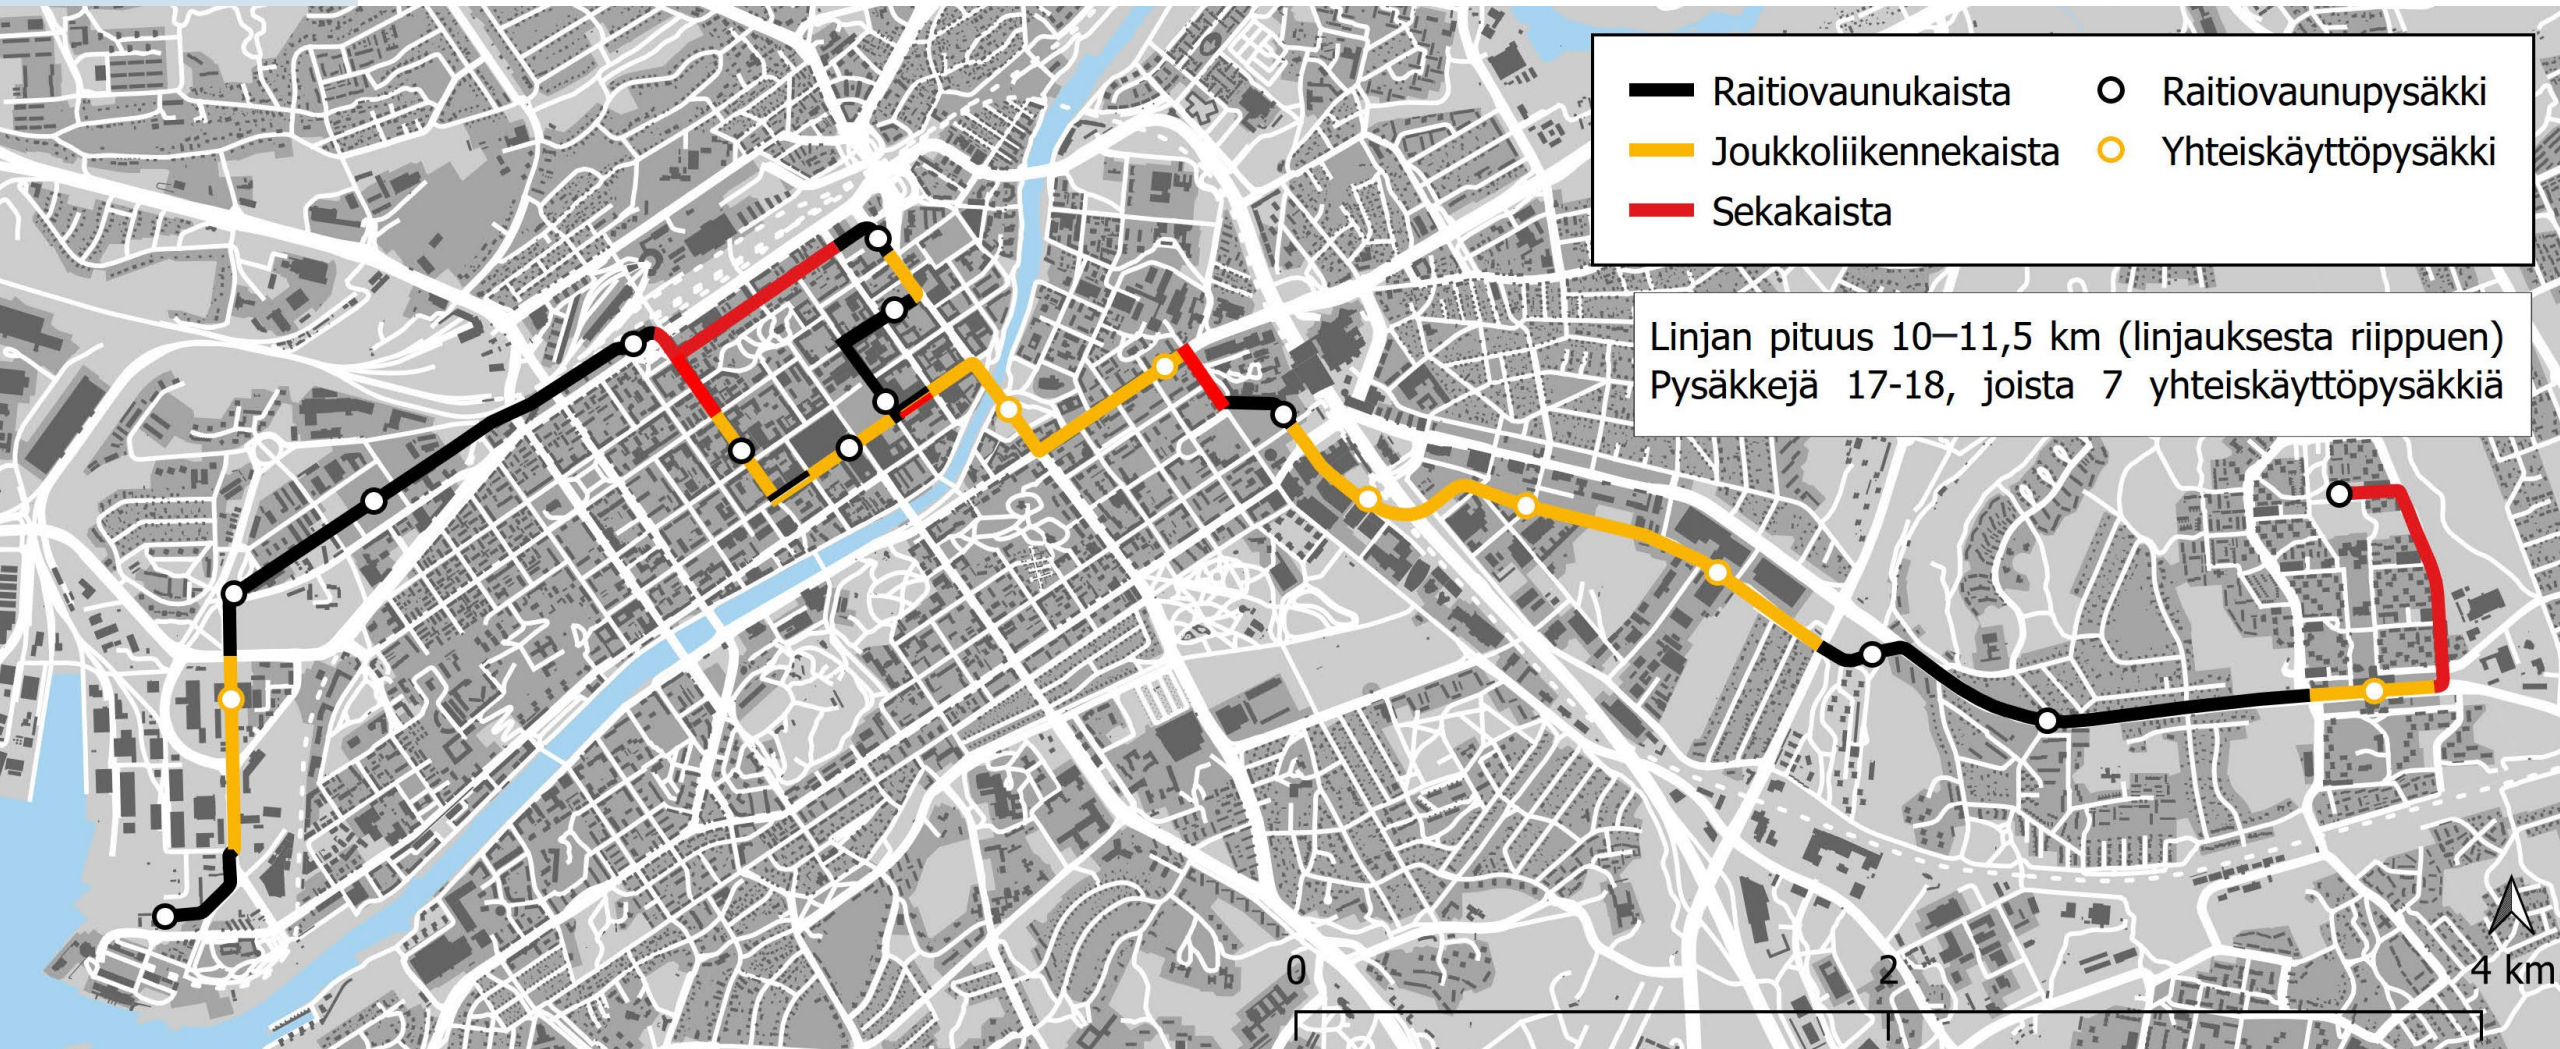 Raitiovaunukaista
Raitiovaunupysäkki
Joukkoliikennekaista
Yhteiskäyttöpysäkki
Sekakaista
Linjan pituus 10–11,5 km (linjauksesta riippuen)
Pysäkkejä 17-18, joista 7 yhteiskäyttöpysäkkiä
0 2 4 km